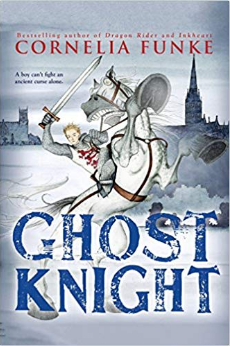 Bestselling author of Dragon Rider and Inkheart
CORNELIA FUNKE
A boy can't fight an
ancient curse alone.
GHOST
KNIGHT